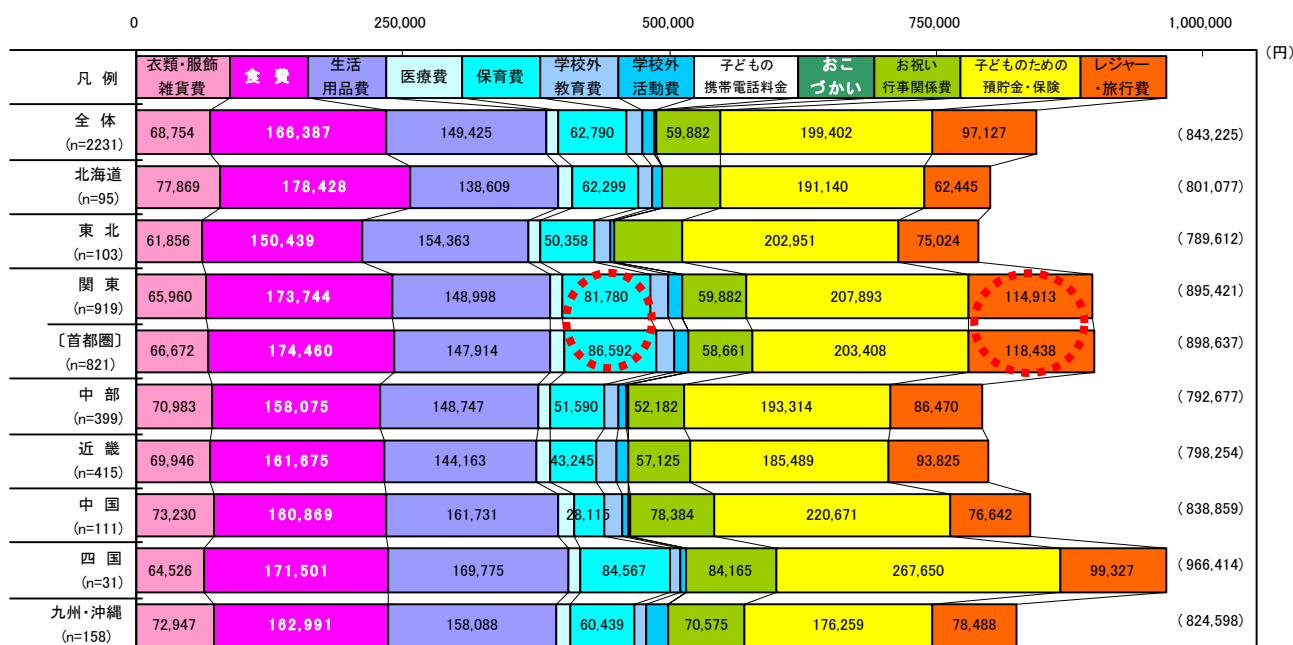 0 250,000 500,000 750,000 1,000,000
(円)
凡 例 衣類・服飾雑貨費 食 費 生活用品費 医療費 保育費 学校外教育費 学校外活動費 子どもの携帯電話料金 おこづかい お祝い行事関係費 子どものための預貯金・保険 レジャー・旅行費
全 体
(n=2231)
68,754 166,387 149,425 62,790 59,882 199,402 97,127 (843,225)
北海道
(n=95)
77,869 178,428 138,609 62,299 191,140 62,445 (801,077)
東 北
(n=103)
61,856 150,439 154,363 50,358 202,951 75,024 (789,612)
関 東
(n=919)
65,960 173,744 148,998 81,780 59,882 207,893 114,913 (895,421)
〔首都圏〕
(n=821)
66,672 174,460 147,914 86,592 58,661 203,408 118,438 (898,637)
中 部
(n=399)
70,983 158,075 148,747 51,590 52,182 193,314 86,470 (792,677)
近 畿
(n=415)
69,946 161,675 144,163 43,245 57,125 185,489 93,825 (798,254)
中 国
(n=111)
73,230 160,869 161,731 28,115 78,384 220,671 76,642 (838,859)
四 国
(n=31)
64,526 171,501 169,775 84,567 84,165 267,650 99,327 (966,414)
九州・沖縄
(n=158)
72,947 162,991 158,088 60,439 70,575 176,259 78,488 (824,598)